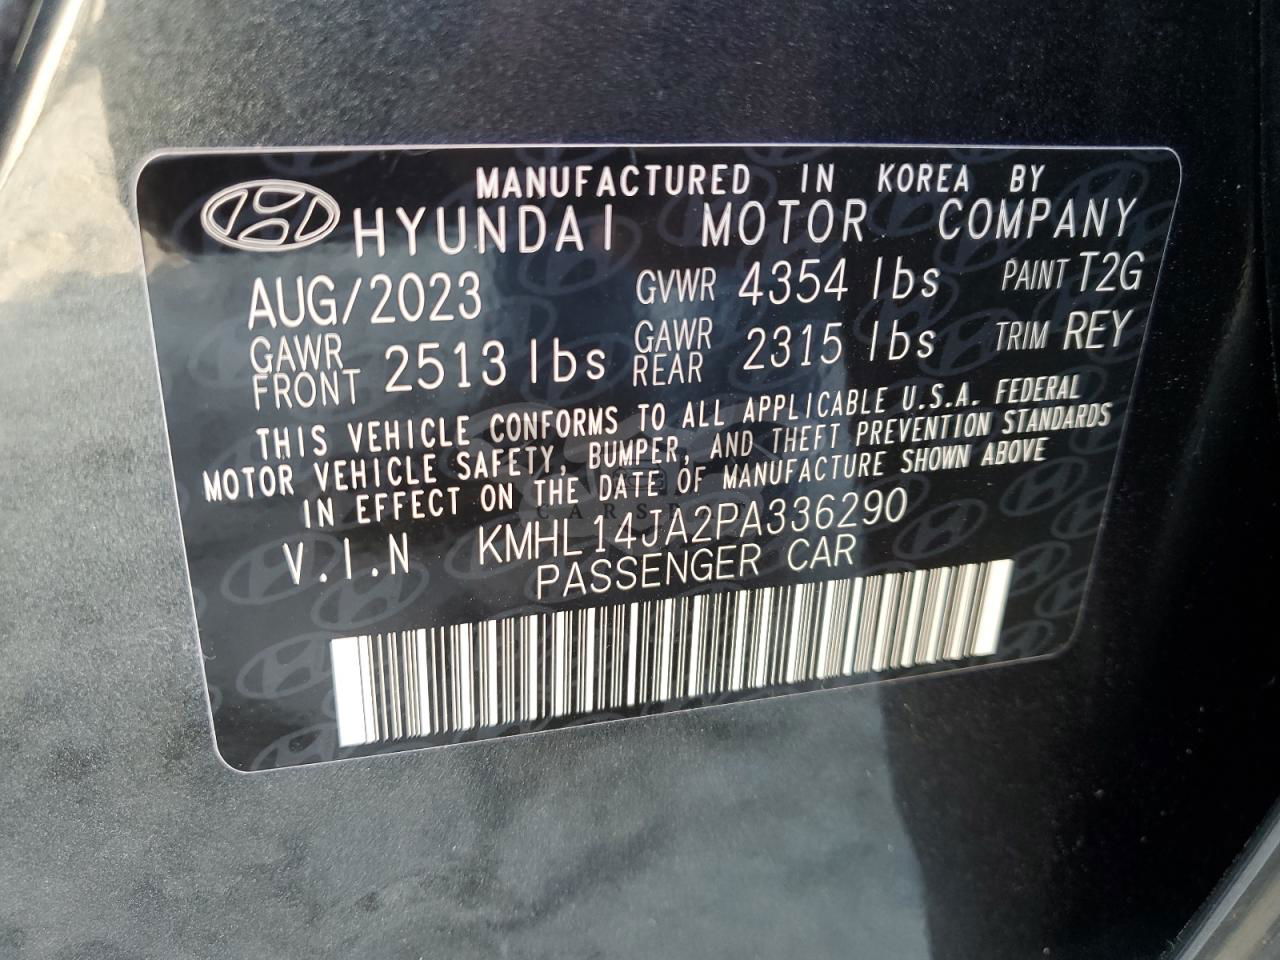 MANUFACTURED IN KOREA BY
HYUNDAI MOTOR COMPANY
AUG/2023 GVWR 4354 lbs PAINT T2G
GAWR FRONT 2513 lbs GAWR REAR 2315 lbs TRIM REY
THIS VEHICLE CONFORMS TO ALL APPLICABLE U.S.A. FEDERAL
MOTOR VEHICLE SAFETY, BUMPER, AND THEFT PREVENTION STANDARDS
IN EFFECT ON THE DATE OF MANUFACTURE SHOWN ABOVE
V.I.N KMHL14JA2PA336290
PASSENGER CAR